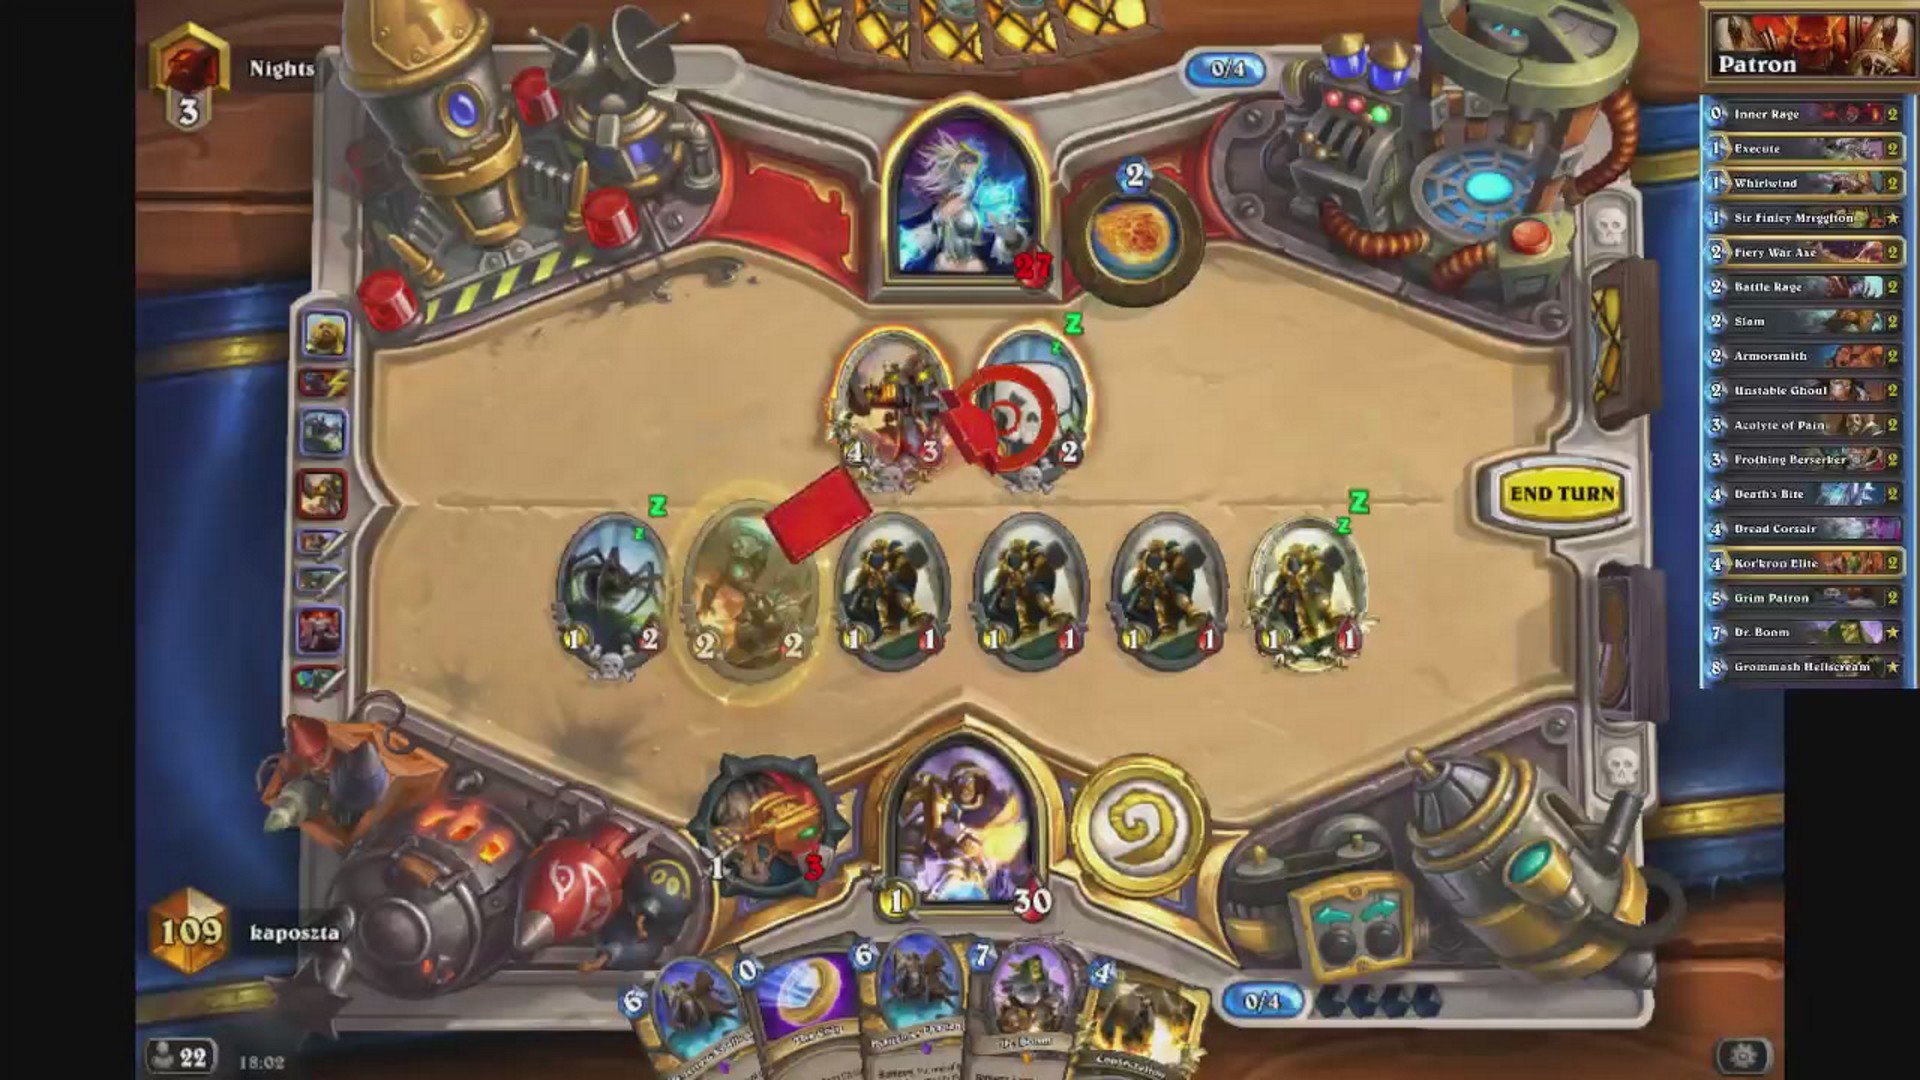 Nights
3
0/4
2
27
4
3
2
END TURN
1 2
2 2
1 1
1 1
1 1
1 1
1
3
1
30
109
kaposzta
6
0
The Coin
6
7
Dr. Boom
4
Consecration
0/4
22
18:02
Patron
0 Inner Rage 2
1 Execute 2
1 Whirlwind 2
1 Sir Finley Mrrgglton
2 Fiery War Axe 2
2 Battle Rage 2
2 Slam 2
2 Armorsmith 2
2 Unstable Ghoul 2
3 Acolyte of Pain 2
3 Frothing Berserker 2
4 Death's Bite 2
4 Dread Corsair
4 Kor'kron Elite 2
5 Grim Patron 2
7 Dr. Boom
8 Grommash Hellscream